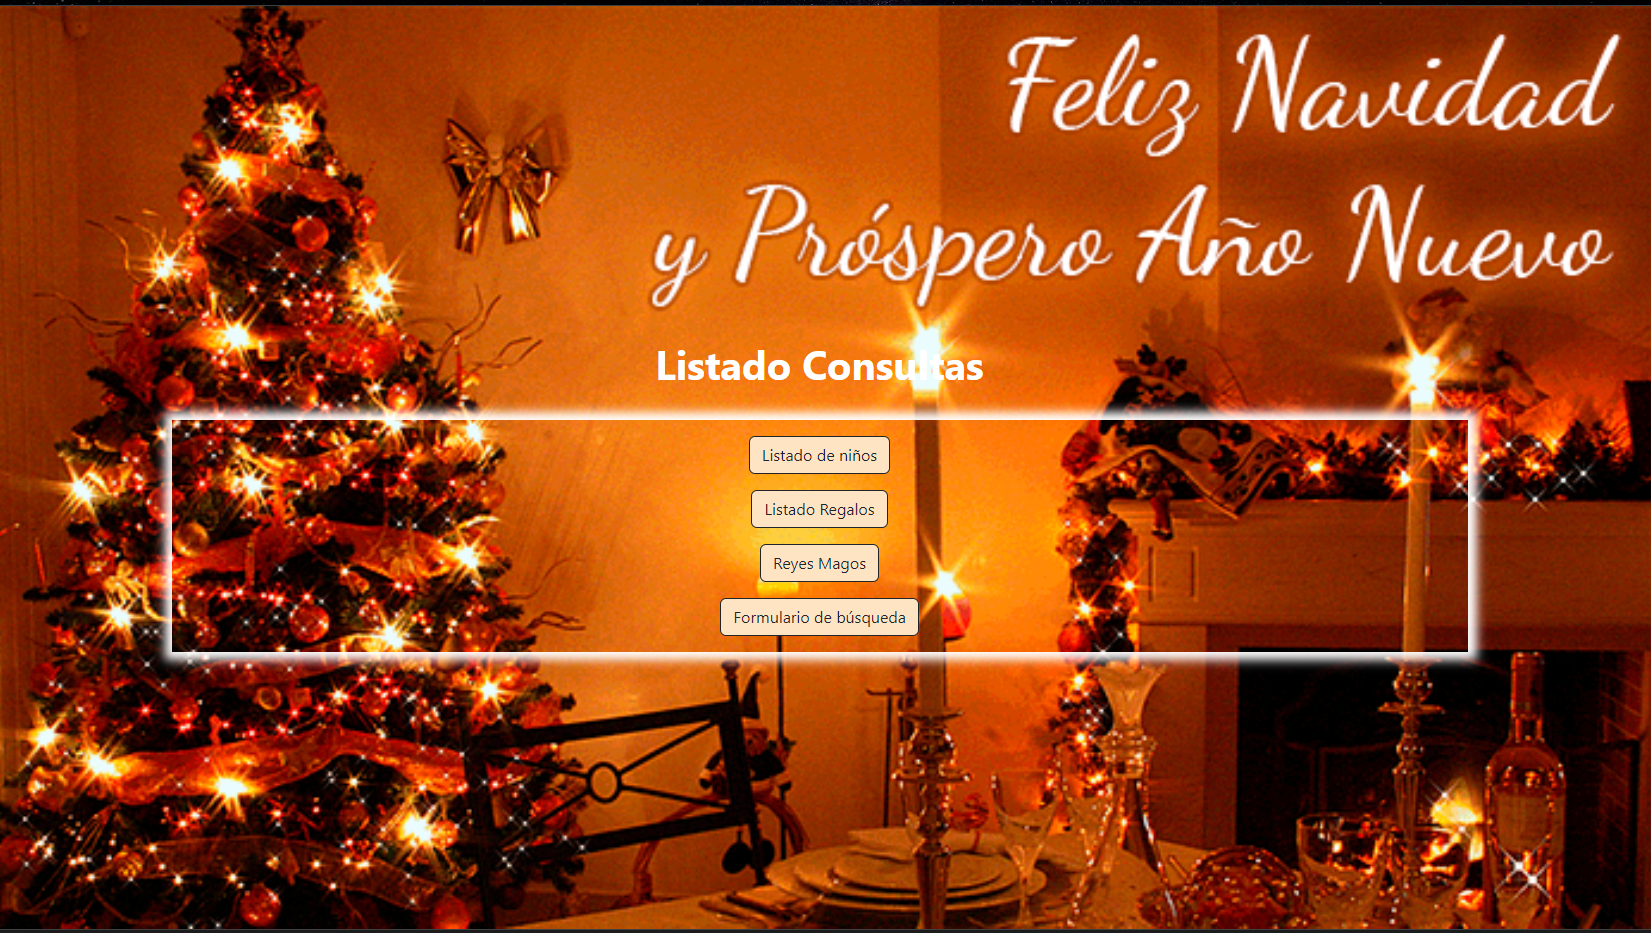 Feliz Navidad
y Próspero Año Nuevo
Listado Consultas
Listado de niños
Listado Regalos
Reyes Magos
Formulario de búsqueda